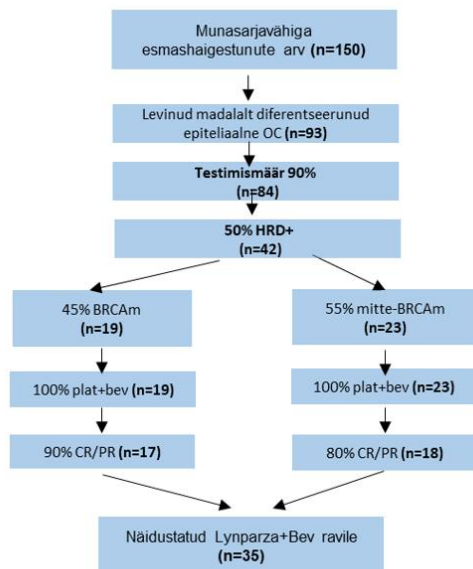 Munasarjavähiga
esmashaigestunute arv (n=150)
Levinud madalalt diferentseerunud
epiteliaalne OC (n=93)
Testimismäär 90%
(n=84)
50% HRD+
(n=42)
45% BRCAm
(n=19)
55% mitte-BRCAm
(n=23)
100% plat+bev (n=19)
100% plat+bev (n=23)
90% CR/PR (n=17)
80% CR/PR (n=18)
Näidustatud Lynparza+Bev ravile
(n=35)